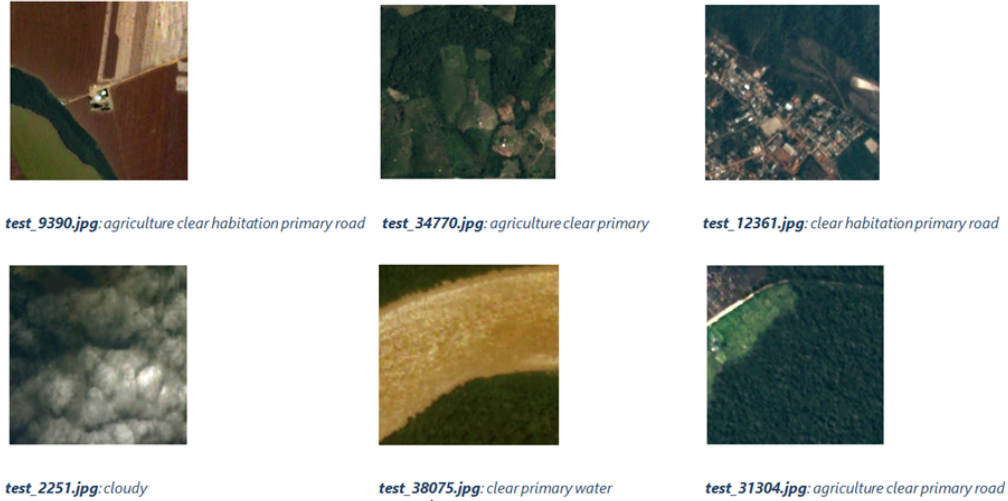 test_9390.jpg: agriculture clear habitation primary road
test_34770.jpg: agriculture clear primary
test_12361.jpg: clear habitation primary road
test_2251.jpg: cloudy
test_38075.jpg: clear primary water
test_31304.jpg: agriculture clear primary road